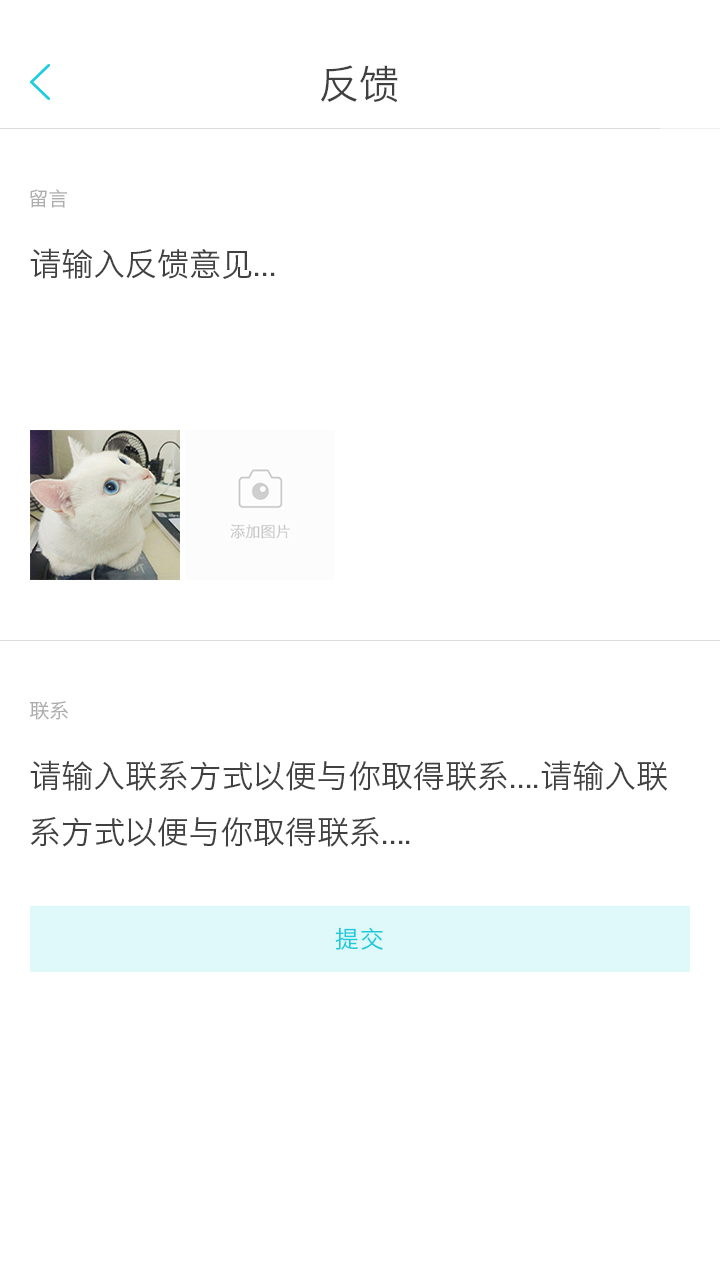 反馈
留言
请输入反馈意见...
添加图片
联系
请输入联系方式以便与你取得联系....请输入联
系方式以便与你取得联系....
提交